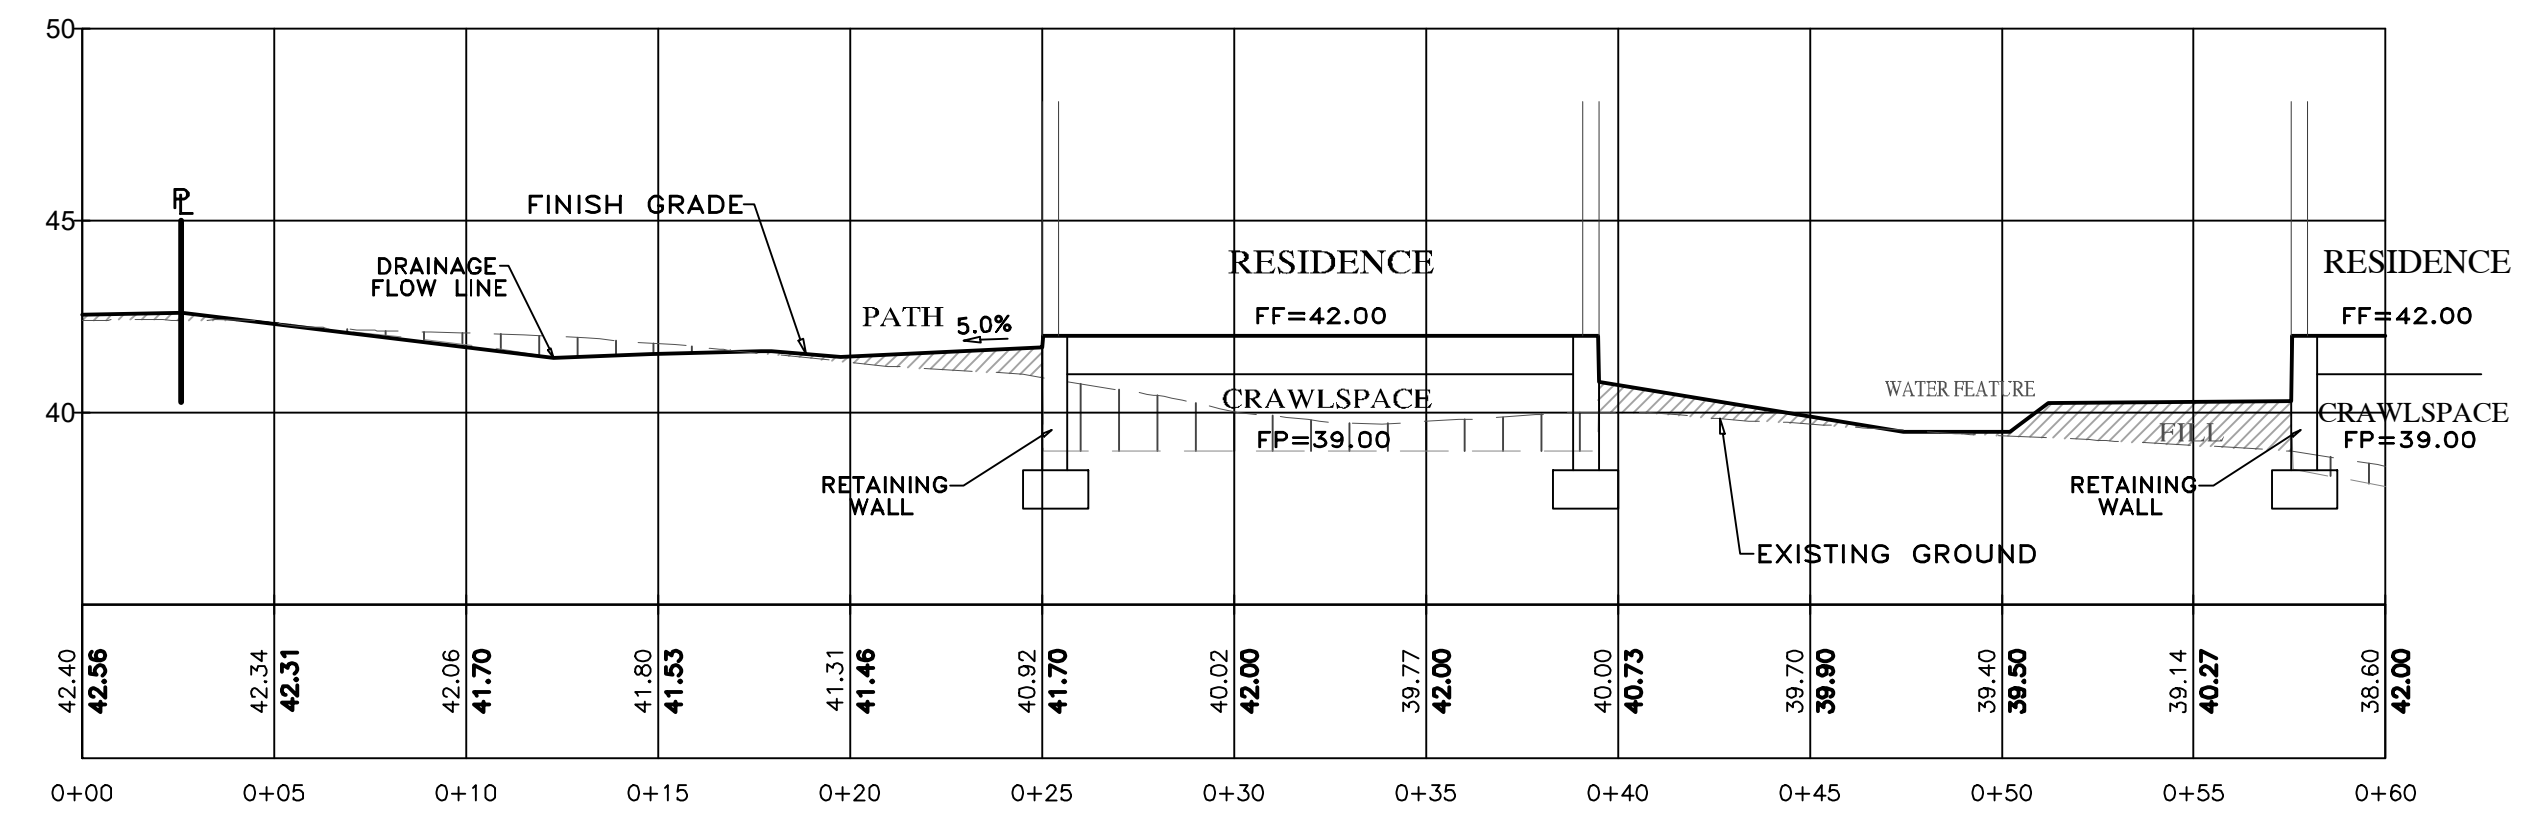 50
45
40
PL
FINISH GRADE
DRAINAGE
FLOW LINE
PATH
5.0%
RESIDENCE
FF=42.00
CRAWLSPACE
FP=39.00
RETAINING
WALL
WATER FEATURE
FILL
EXISTING GROUND
RESIDENCE
FF=42.00
CRAWLSPACE
FP=39.00
RETAINING
WALL
42.40
42.56
42.34
42.31
42.06
41.70
41.80
41.53
41.31
41.46
40.92
41.70
40.02
42.00
39.77
42.00
40.00
40.73
39.70
39.90
39.40
39.50
39.14
40.27
38.60
42.00
0+00 0+05 0+10 0+15 0+20 0+25 0+30 0+35 0+40 0+45 0+50 0+55 0+60